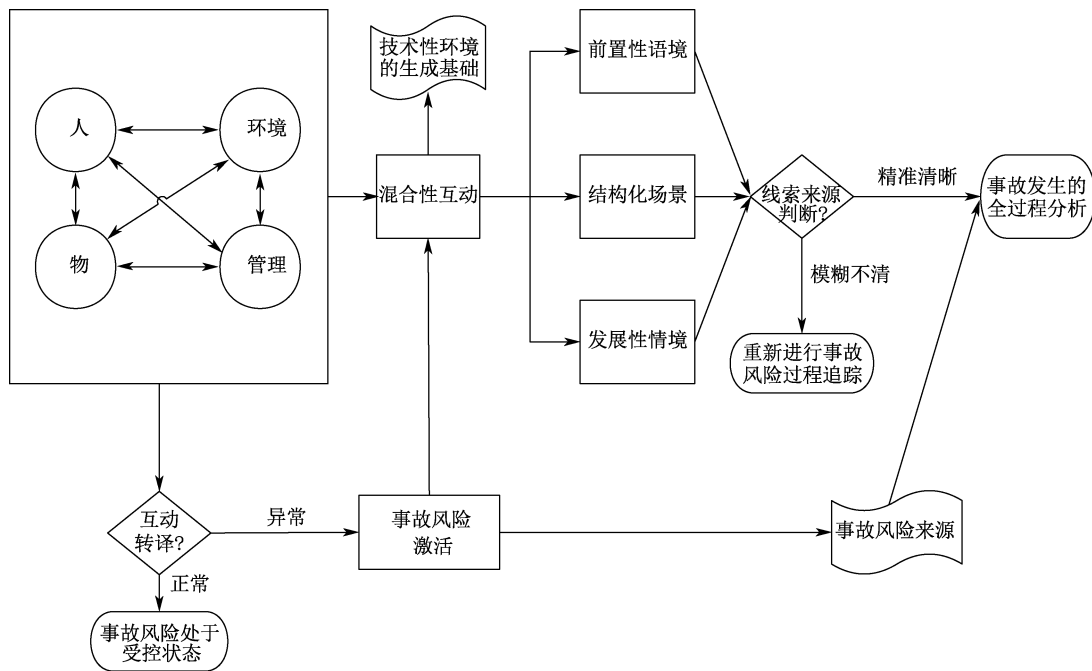 人
环境
物
管理
技术性环境
的生成基础
混合性互动
前置性语境
结构化场景
发展性情境
线索来源
判断?
精准清晰
事故发生的
全过程分析
模糊不清
重新进行事故
风险过程追踪
互动
转译?
异常
事故风险
激活
事故风险来源
正常
事故风险处于
受控状态